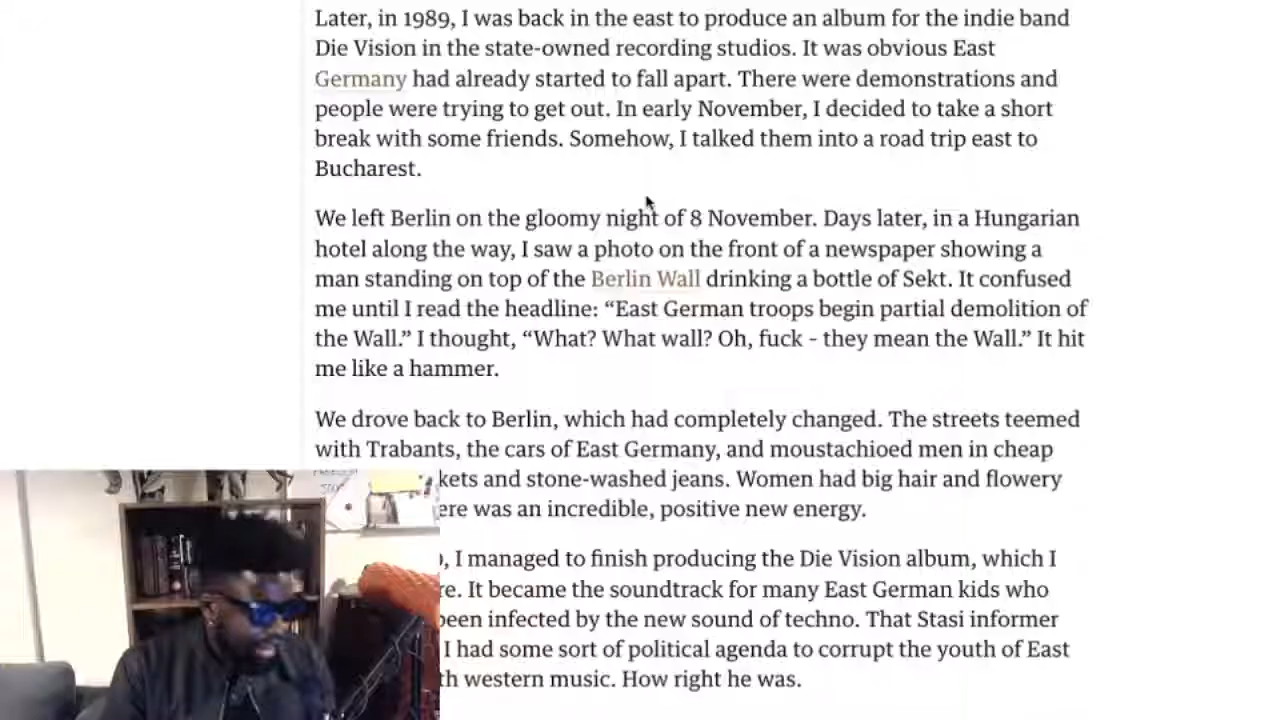 Later, in 1989, I was back in the east to produce an album for the indie band
Die Vision in the state-owned recording studios. It was obvious East
Germany had already started to fall apart. There were demonstrations and
people were trying to get out. In early November, I decided to take a short
break with some friends. Somehow, I talked them into a road trip east to
Bucharest.
We left Berlin on the gloomy night of 8 November. Days later, in a Hungarian
hotel along the way, I saw a photo on the front of a newspaper showing a
man standing on top of the Berlin Wall drinking a bottle of Sekt. It confused
me until I read the headline: “East German troops begin partial demolition of
the Wall.” I thought, “What? What wall? Oh, fuck – they mean the Wall.” It hit
me like a hammer.
We drove back to Berlin, which had completely changed. The streets teemed
with Trabants, the cars of East Germany, and moustachioed men in cheap
kets and stone-washed jeans. Women had big hair and flowery
ere was an incredible, positive new energy.
, I managed to finish producing the Die Vision album, which I
re. It became the soundtrack for many East German kids who
een infected by the new sound of techno. That Stasi informer
I had some sort of political agenda to corrupt the youth of East
th western music. How right he was.